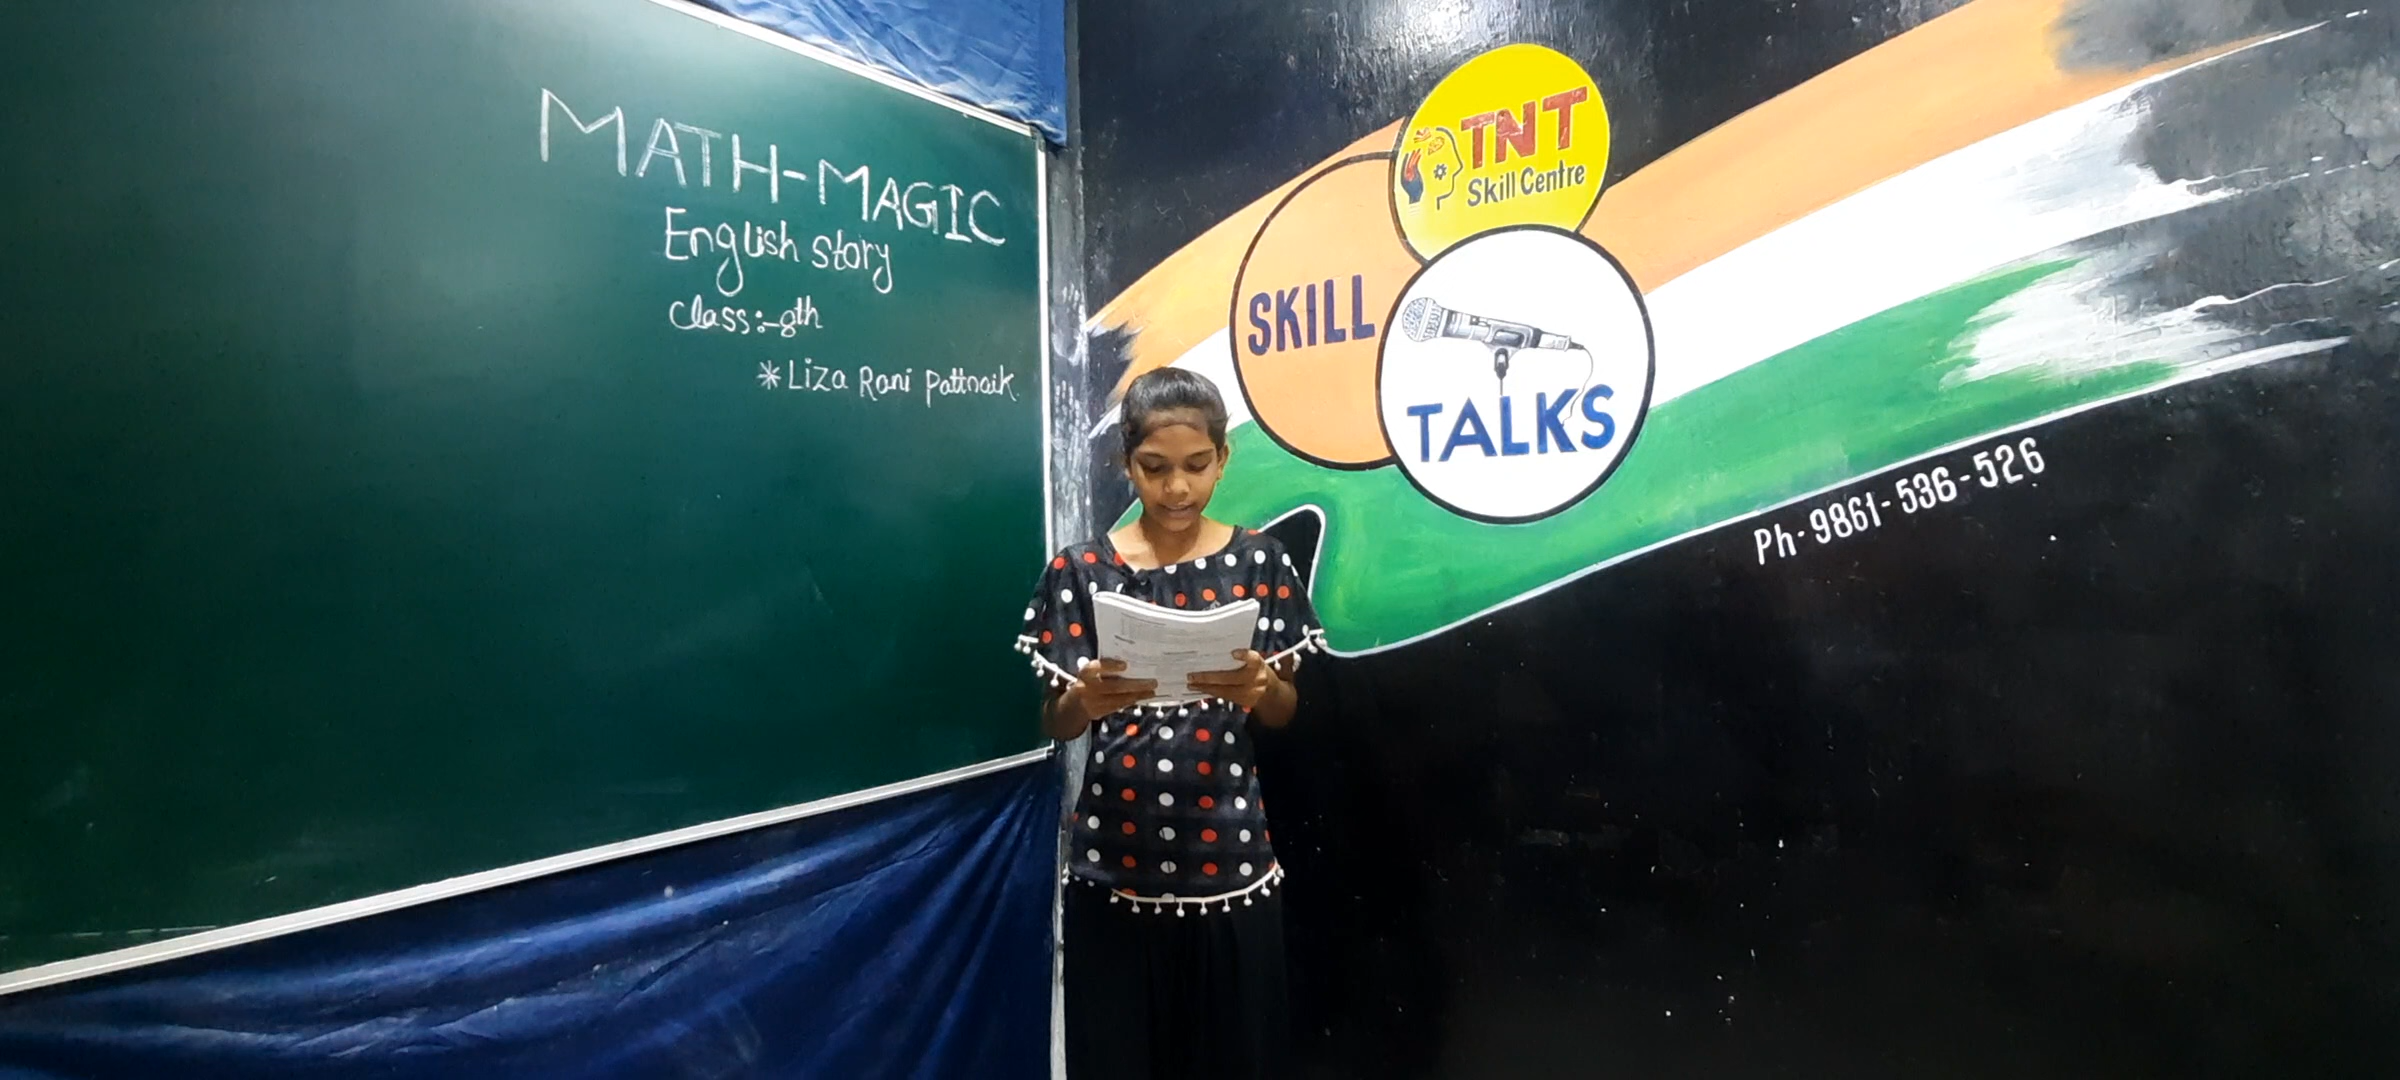 MATH-MAGIC
English story
Class:-8th
* Liza Rani Pattnaik.
TNT
Skill Centre
SKILL
TALKS
Ph-9861-536-526